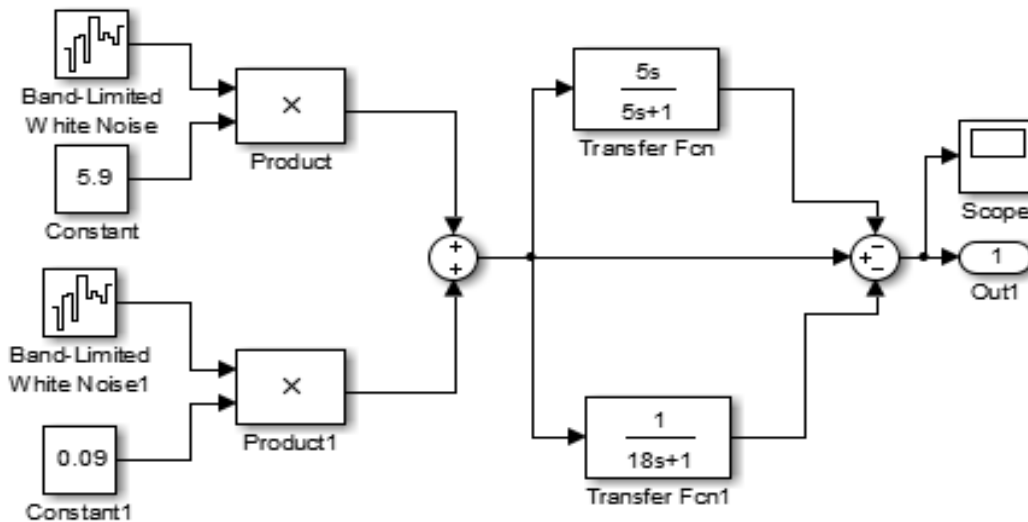 Band-Limited
White Noise
5.9
Constant
×
Product
Band-Limited
White Noise1
0.09
Constant1
×
Product1
+
+
5s
5s+1
Transfer Fcn
1
18s+1
Transfer Fcn1
−
+
−
Scope
1
Out1